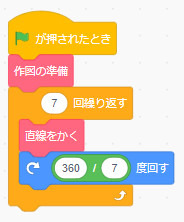 が押されたとき
作図の準備
7 回繰り返す
直線をかく
360 / 7 度回す